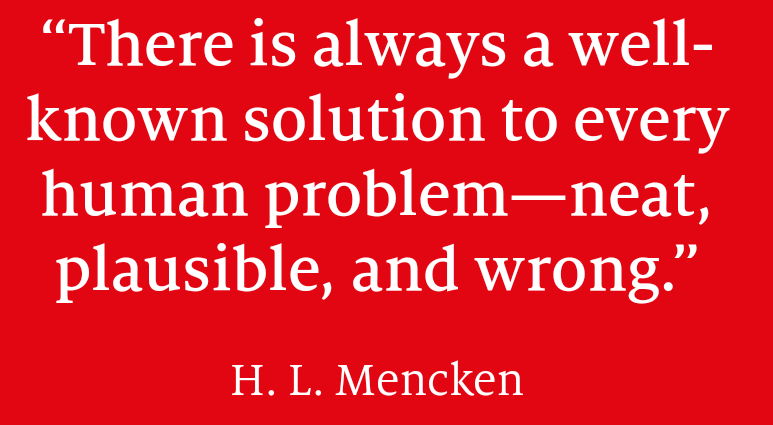 “There is always a well-
known solution to every
human problem—neat,
plausible, and wrong.”
H. L. Mencken